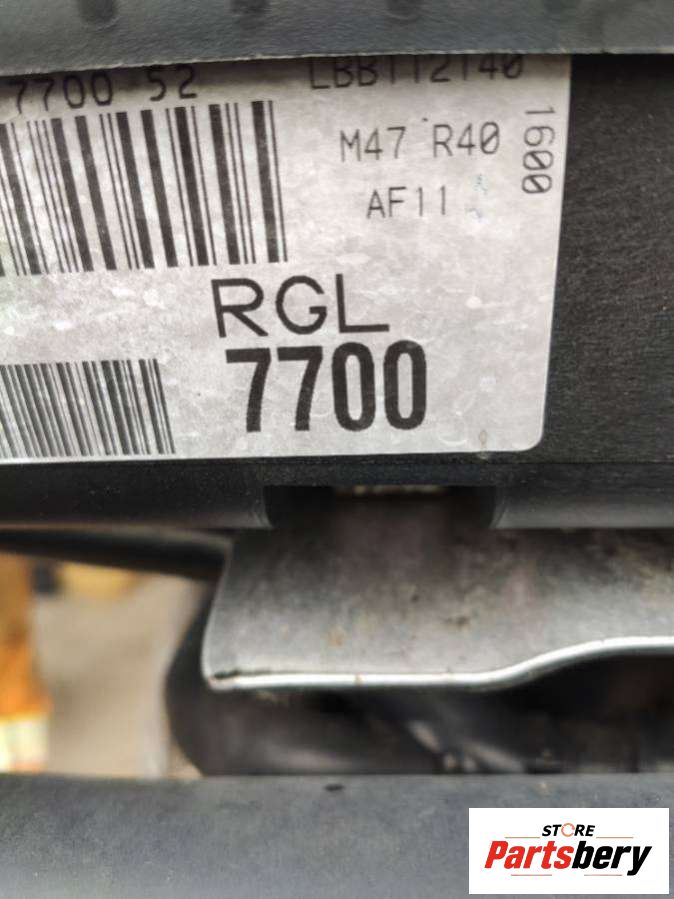 7700 52 LBB112140
M47 R40
1600
AF11
RGL
7700
STORE
Partsbery